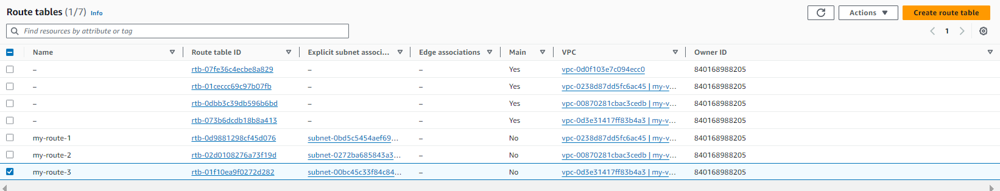 Route tables (1/7) Info
Actions
Create route table
Find resources by attribute or tag
1
Name Route table ID Explicit subnet associ... Edge associations Main VPC Owner ID
– rtb-07fe36c4ecbe8a829 – – Yes vpc-0d0f103e7c094ecc0 840168988205
– rtb-01ceccc69c97b07fb – – Yes vpc-0238d87dd5fc6ac45 | my-v... 840168988205
– rtb-0dbb3c39db596b6bd – – Yes vpc-00870281cbac3cedb | my-v... 840168988205
– rtb-073b6dcdb18b8a413 – – Yes vpc-0d3e31417ff83b4a3 | my-v... 840168988205
my-route-1 rtb-0d9881298cf45d076 subnet-0bd5c5454aef69... – No vpc-0238d87dd5fc6ac45 | my-v... 840168988205
my-route-2 rtb-02d0108276a73f19d subnet-0272ba685843a3... – No vpc-00870281cbac3cedb | my-v... 840168988205
my-route-3 rtb-01f10ea9f0272d282 subnet-00bc45c33f84c84... – No vpc-0d3e31417ff83b4a3 | my-v... 840168988205